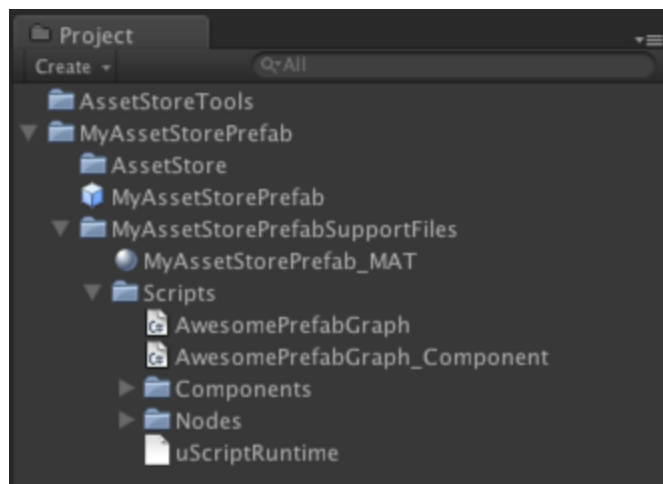 Project
Create
All
AssetStoreTools
MyAssetStorePrefab
AssetStore
MyAssetStorePrefab
MyAssetStorePrefabSupportFiles
MyAssetStorePrefab_MAT
Scripts
C#
AwesomePrefabGraph
C#
AwesomePrefabGraph_Component
Components
Nodes
uScriptRuntime